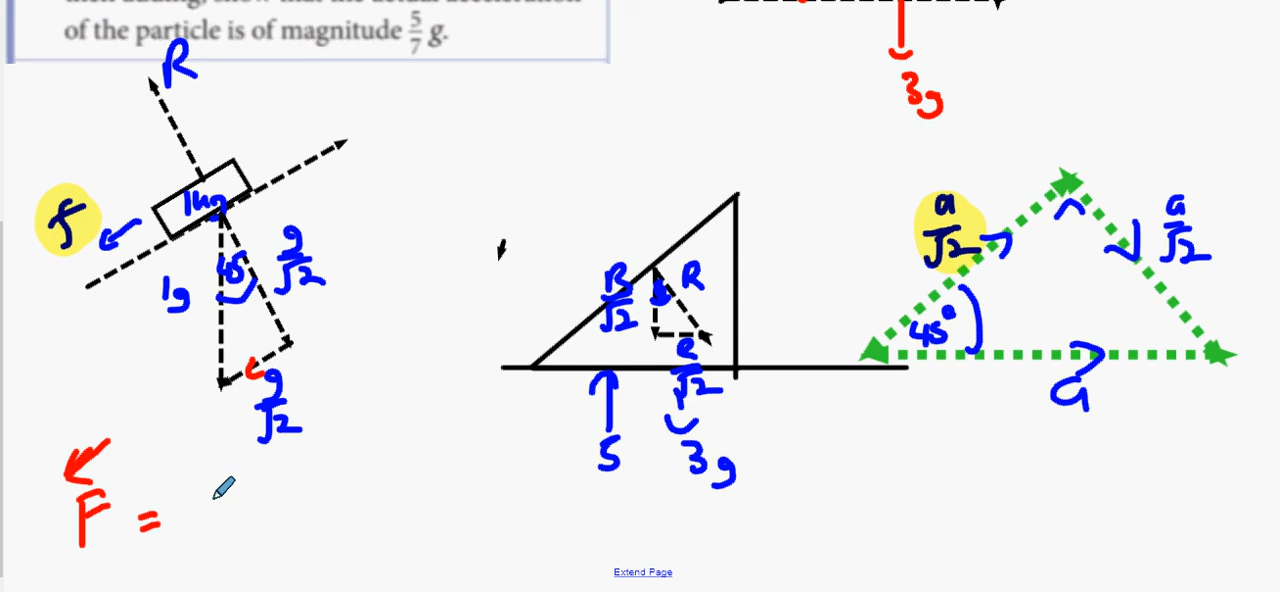 then adding, show that the actual acceleration
of the particle is of magnitude 5/7 g.
R
3g
f
1kg
45
g/√2
1g
g/√2
F =
R/√2
R
R/√2
S
3g
a/√2
a/√2
45°
a
Extend Page